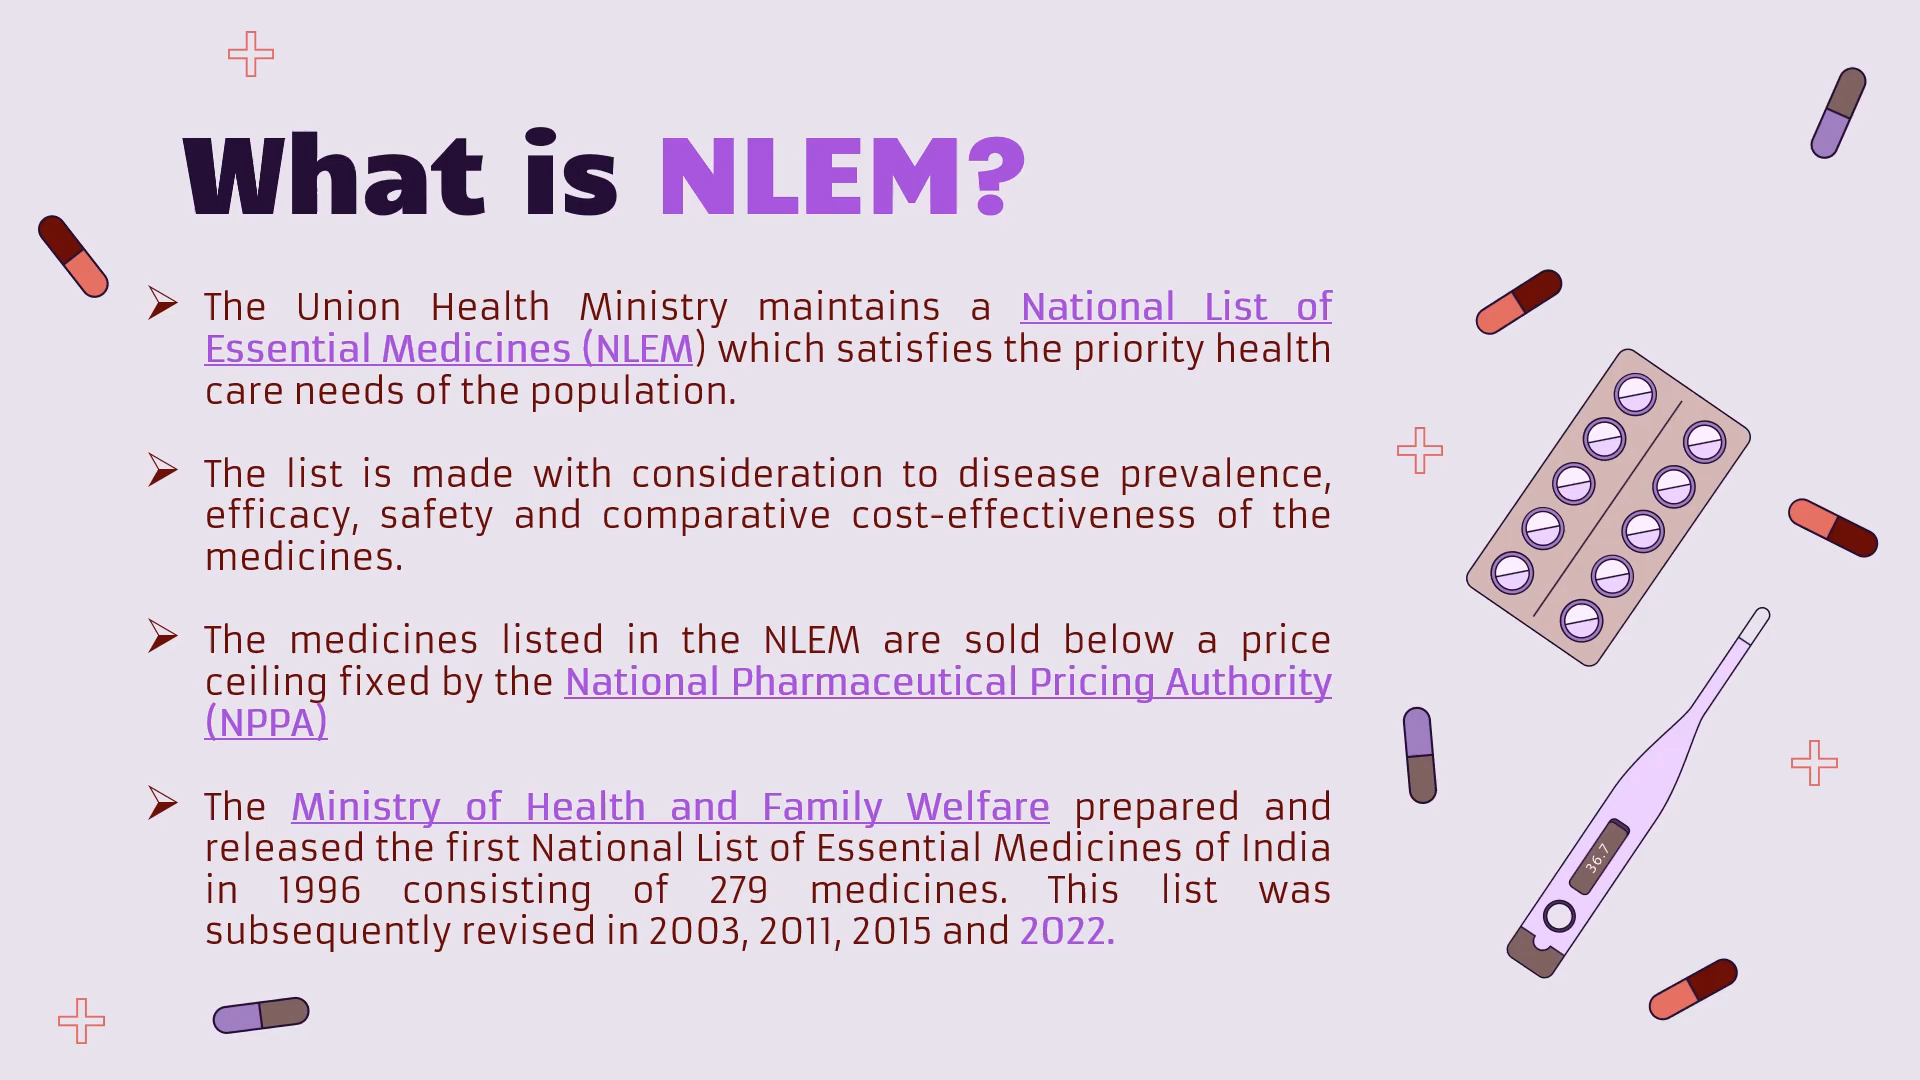 What is NLEM?
➢ The Union Health Ministry maintains a National List of
Essential Medicines (NLEM) which satisfies the priority health
care needs of the population.
➢ The list is made with consideration to disease prevalence,
efficacy, safety and comparative cost-effectiveness of the
medicines.
➢ The medicines listed in the NLEM are sold below a price
ceiling fixed by the National Pharmaceutical Pricing Authority
(NPPA)
➢ The Ministry of Health and Family Welfare prepared and
released the first National List of Essential Medicines of India
in 1996 consisting of 279 medicines. This list was
subsequently revised in 2003, 2011, 2015 and 2022.
36.7